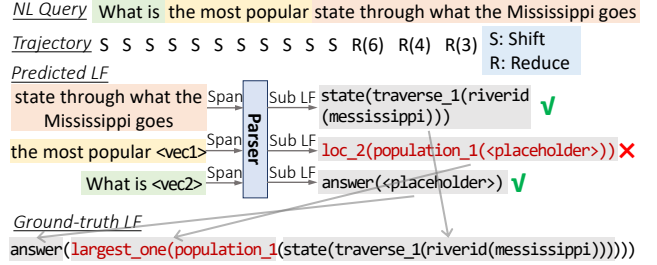 NL Query What is the most popular state through what the Mississippi goes
Trajectory S S S S S S S S S S S R(6) R(4) R(3) S: Shift
R: Reduce
Predicted LF
state through what the Mississippi goes Span Parser Sub LF state(traverse_1(riverid(messissippi))) √
the most popular <vec1> Span Sub LF loc_2(population_1(<placeholder>)) ×
What is <vec2> Span Sub LF answer(<placeholder>) √
Ground-truth LF
answer(largest_one(population_1(state(traverse_1(riverid(messissippi))))))